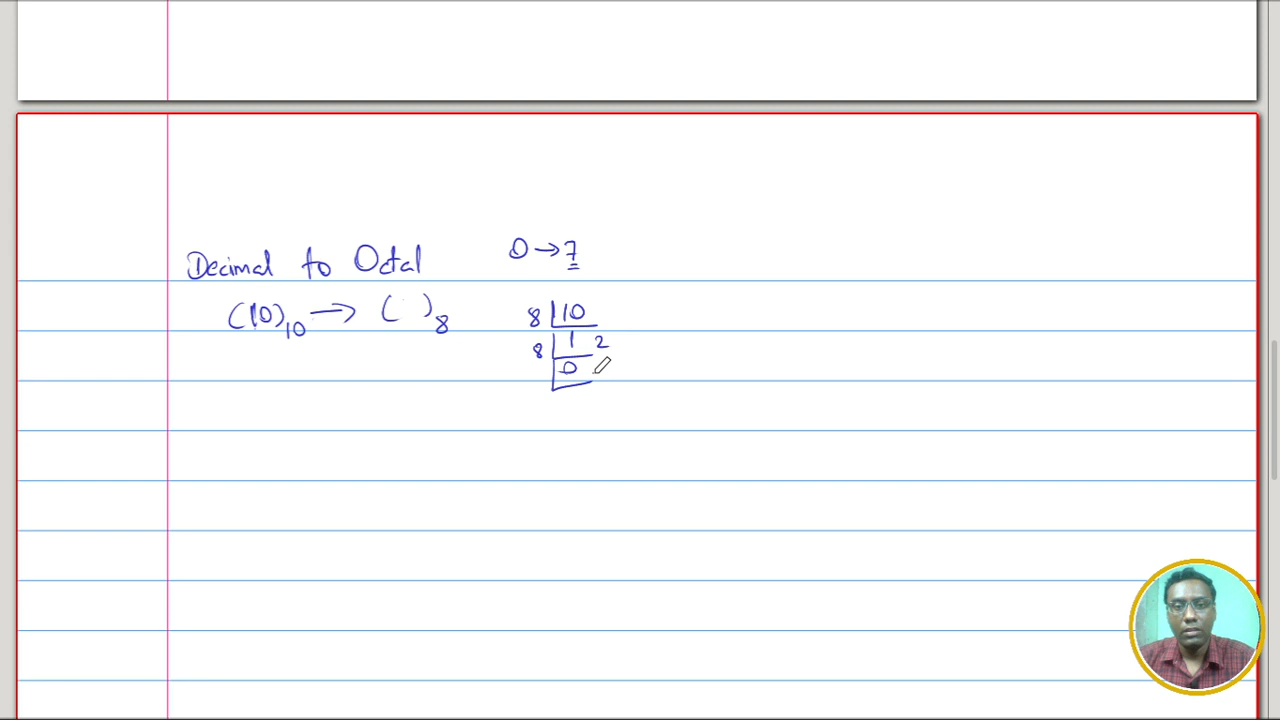 Decimal to Octal 0 → 7
(10)10 → ( )8
8 10
8 1 2
0